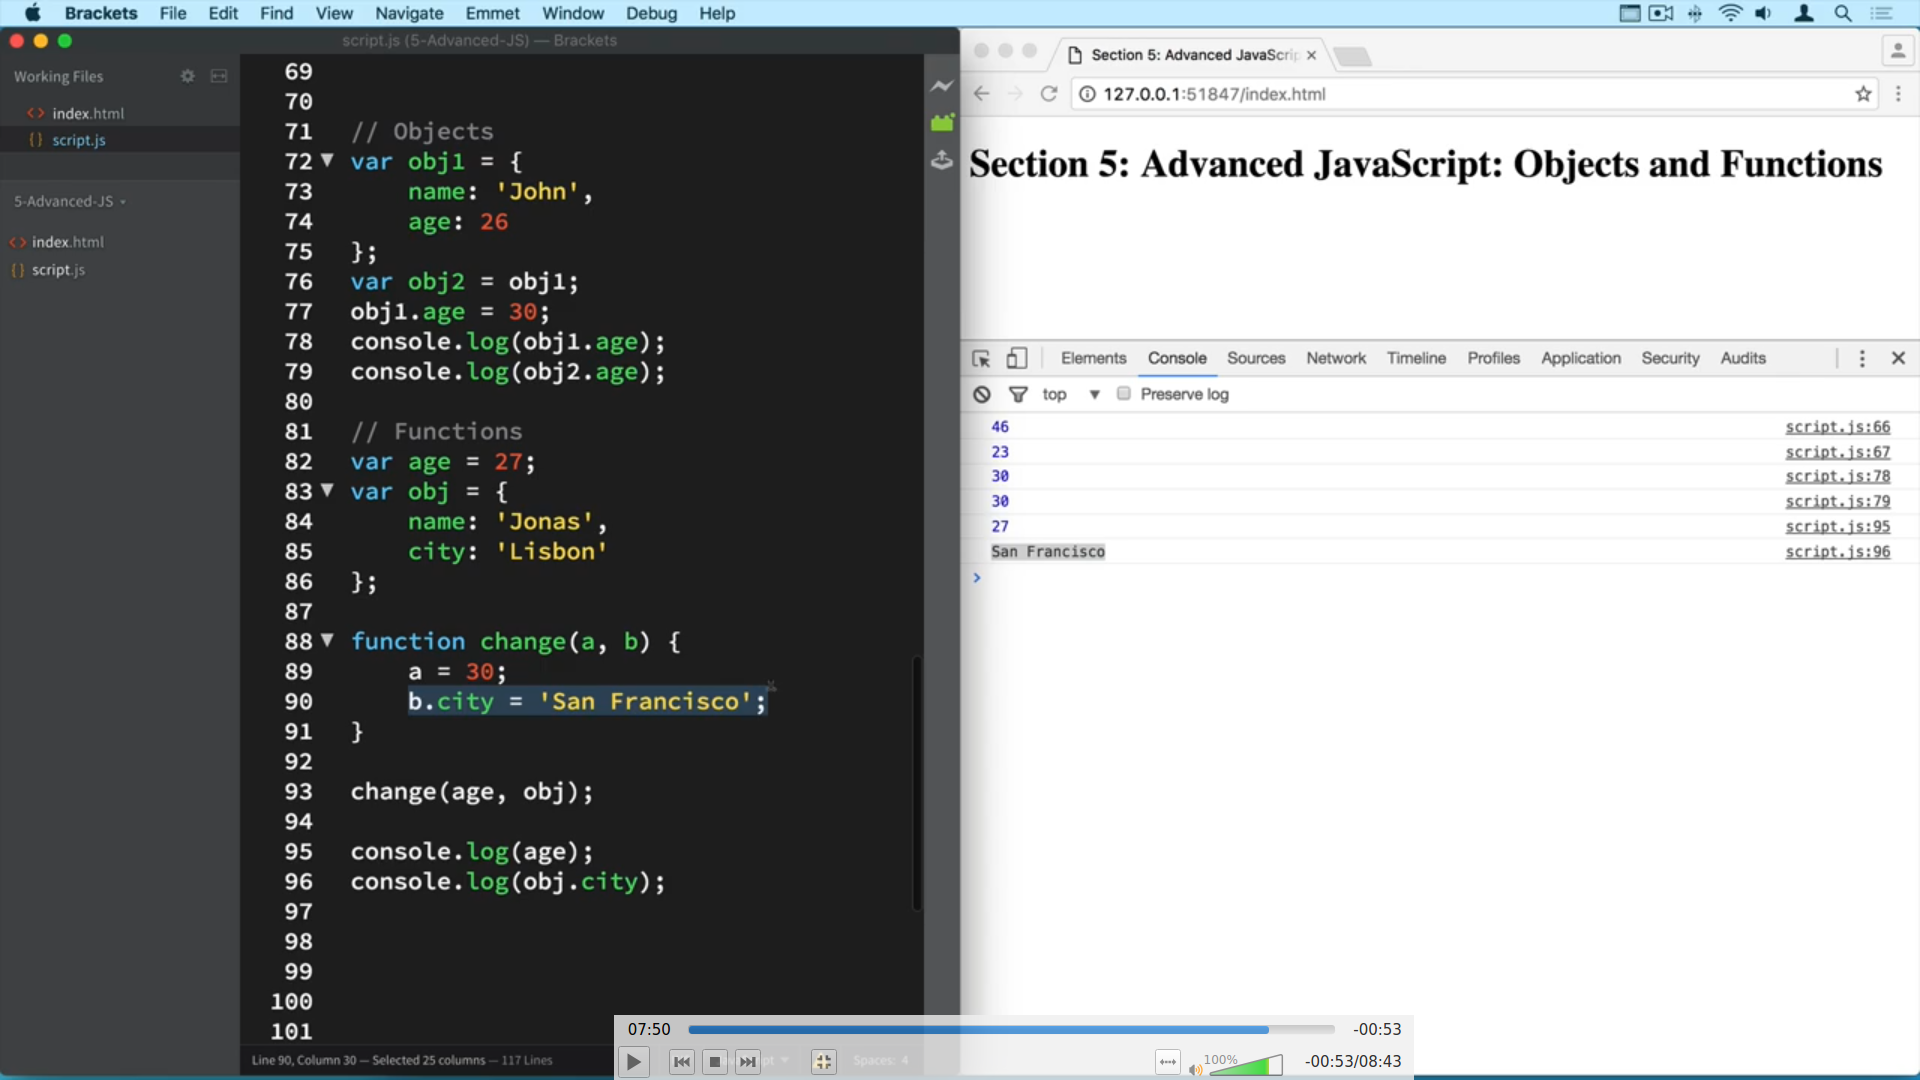 Brackets File Edit Find View Navigate Emmet Window Debug Help
script.js (5-Advanced-JS) — Brackets
Working Files
index.html
script.js
5-Advanced-JS
index.html
script.js
69
70
71 // Objects
72 var obj1 = {
73 name: 'John',
74 age: 26
75 };
76 var obj2 = obj1;
77 obj1.age = 30;
78 console.log(obj1.age);
79 console.log(obj2.age);
80
81 // Functions
82 var age = 27;
83 var obj = {
84 name: 'Jonas',
85 city: 'Lisbon'
86 };
87
88 function change(a, b) {
89 a = 30;
90 b.city = 'San Francisco';
91 }
92
93 change(age, obj);
94
95 console.log(age);
96 console.log(obj.city);
97
98
99
100
101
Line 90, Column 30 — Selected 25 columns — 117 Lines
Spaces: 4
Section 5: Advanced JavaScrip
127.0.0.1:51847/index.html
Section 5: Advanced JavaScript: Objects and Functions
Elements Console Sources Network Timeline Profiles Application Security Audits
top Preserve log
46 script.js:66
23 script.js:67
30 script.js:78
30 script.js:79
27 script.js:95
San Francisco script.js:96
07:50 -00:53
100% -00:53/08:43